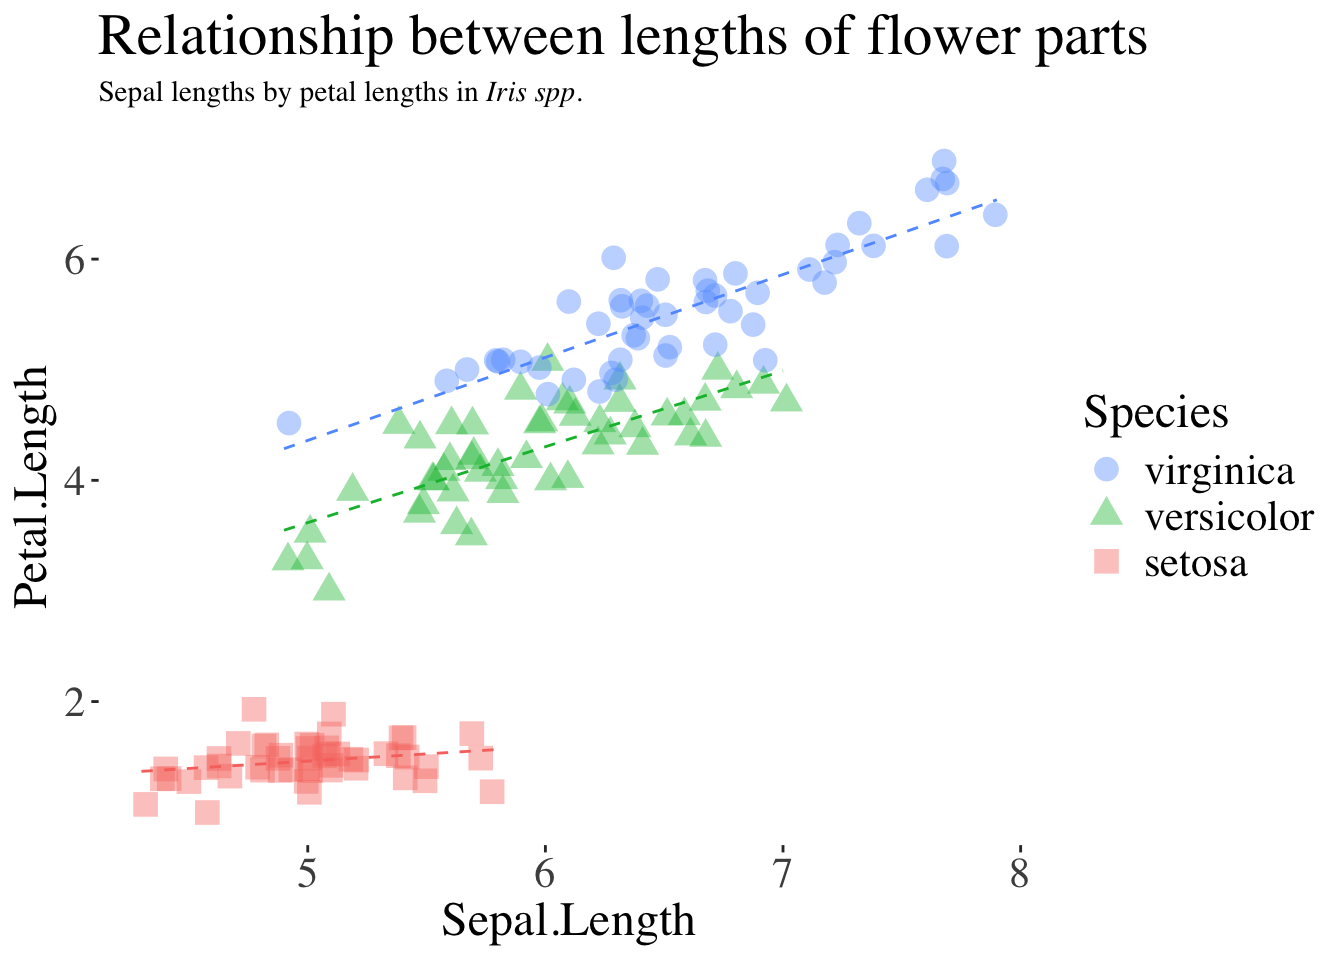 Relationship between lengths of flower parts
Sepal lengths by petal lengths in Iris spp.
Petal.Length
6
4
2
5 6 7 8
Sepal.Length
Species
virginica
versicolor
setosa